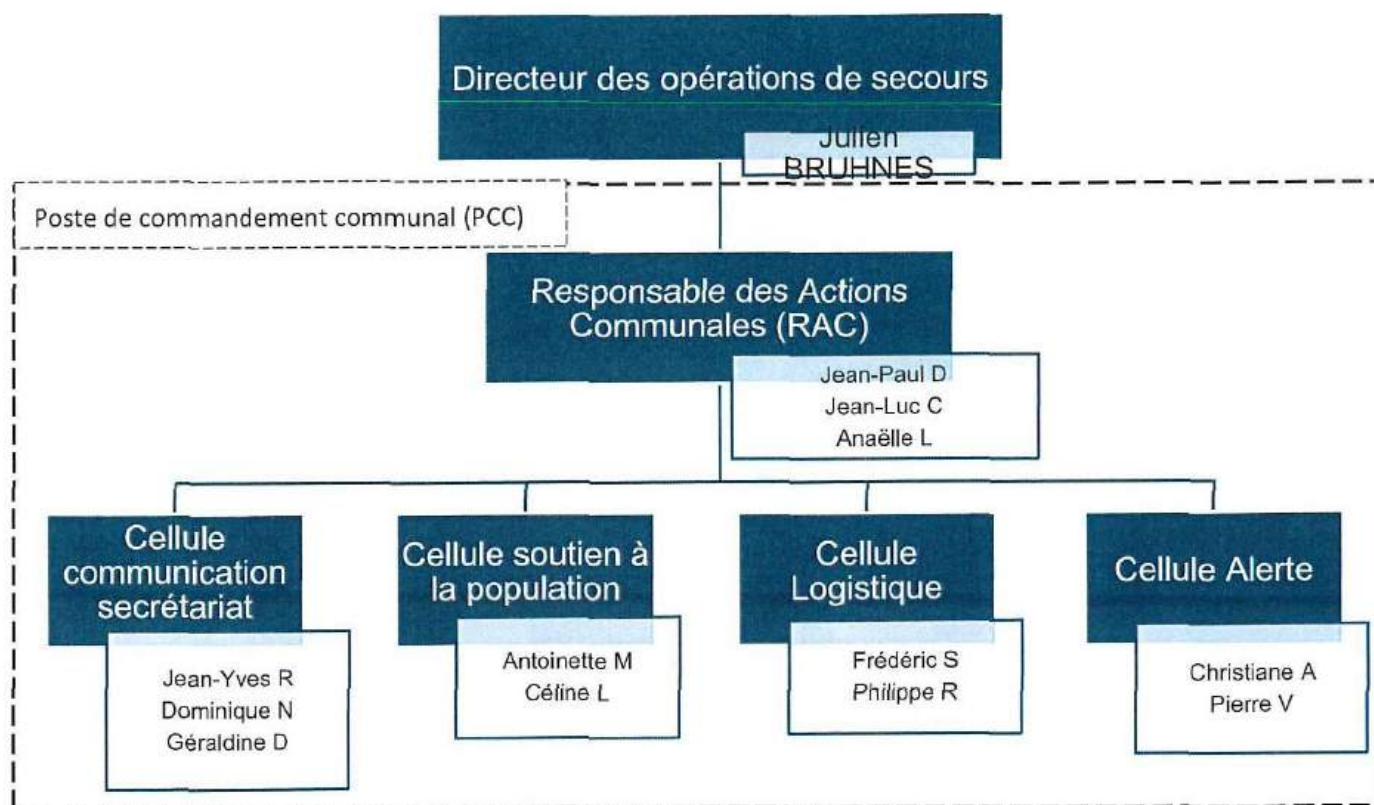 Directeur des opérations de secours
Julien
BRUHNES
Poste de commandement communal (PCC)
Responsable des Actions
Communales (RAC)
Jean-Paul D
Jean-Luc C
Anaëlle L
Cellule
communication
secrétariat
Jean-Yves R
Dominique N
Géraldine D
Cellule soutien à
la population
Antoinette M
Céline L
Cellule
Logistique
Frédéric S
Philippe R
Cellule Alerte
Christiane A
Pierre V